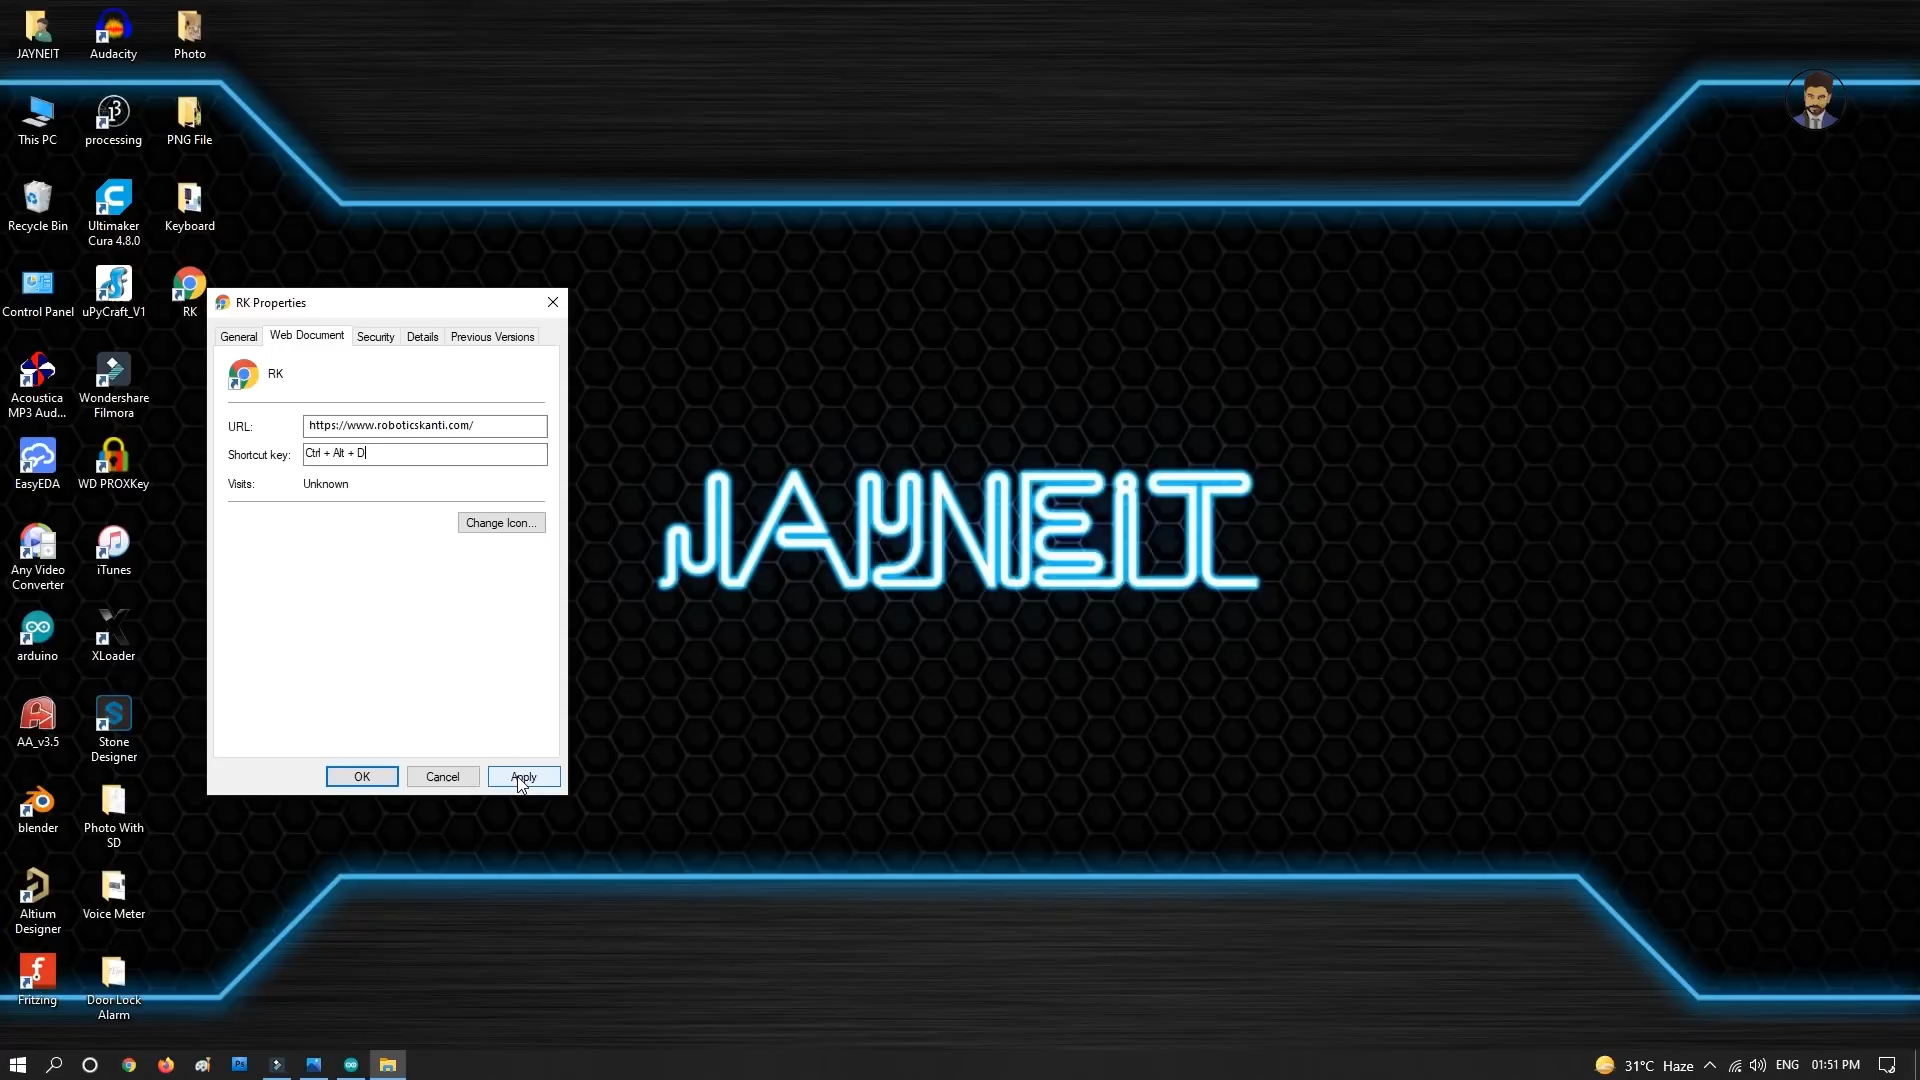 JAYNEIT
Audacity
Photo
This PC
processing
PNG File
Recycle Bin
Ultimaker
Cura 4.8.0
Keyboard
Control Panel
uPyCraft_V1
RK
Acoustica
MP3 Aud...
Wondershare
Filmora
EasyEDA
WD PROXKey
Any Video
Converter
iTunes
arduino
XLoader
AA_v3.5
Stone
Designer
blender
Photo With
SD
Altium
Designer
Voice Meter
Fritzing
Door Lock
Alarm
RK Properties
General Web Document Security Details Previous Versions
RK
URL: https://www.roboticskanti.com/
Shortcut key: Ctrl + Alt + D
Visits: Unknown
Change Icon...
OK Cancel Apply
JAYNEiT
Ps
31°C Haze ENG 01:51 PM